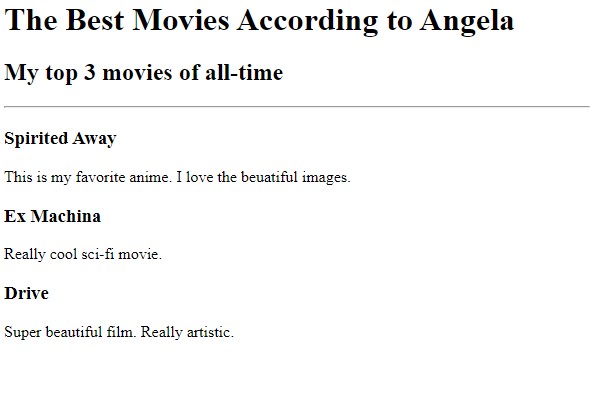 The Best Movies According to Angela
My top 3 movies of all-time
Spirited Away
This is my favorite anime. I love the beuatiful images.
Ex Machina
Really cool sci-fi movie.
Drive
Super beautiful film. Really artistic.